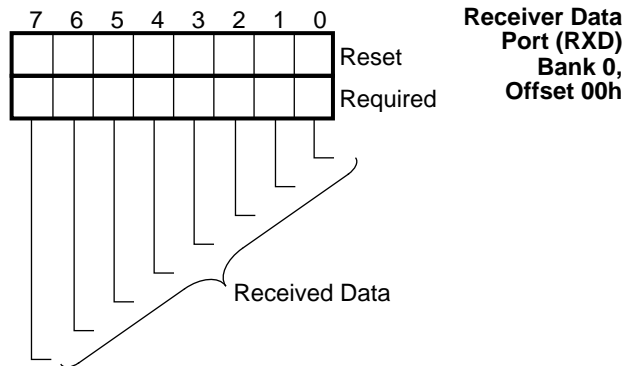 7 6 5 4 3 2 1 0
Reset
Required
Receiver Data
Port (RXD)
Bank 0,
Offset 00h
Received Data